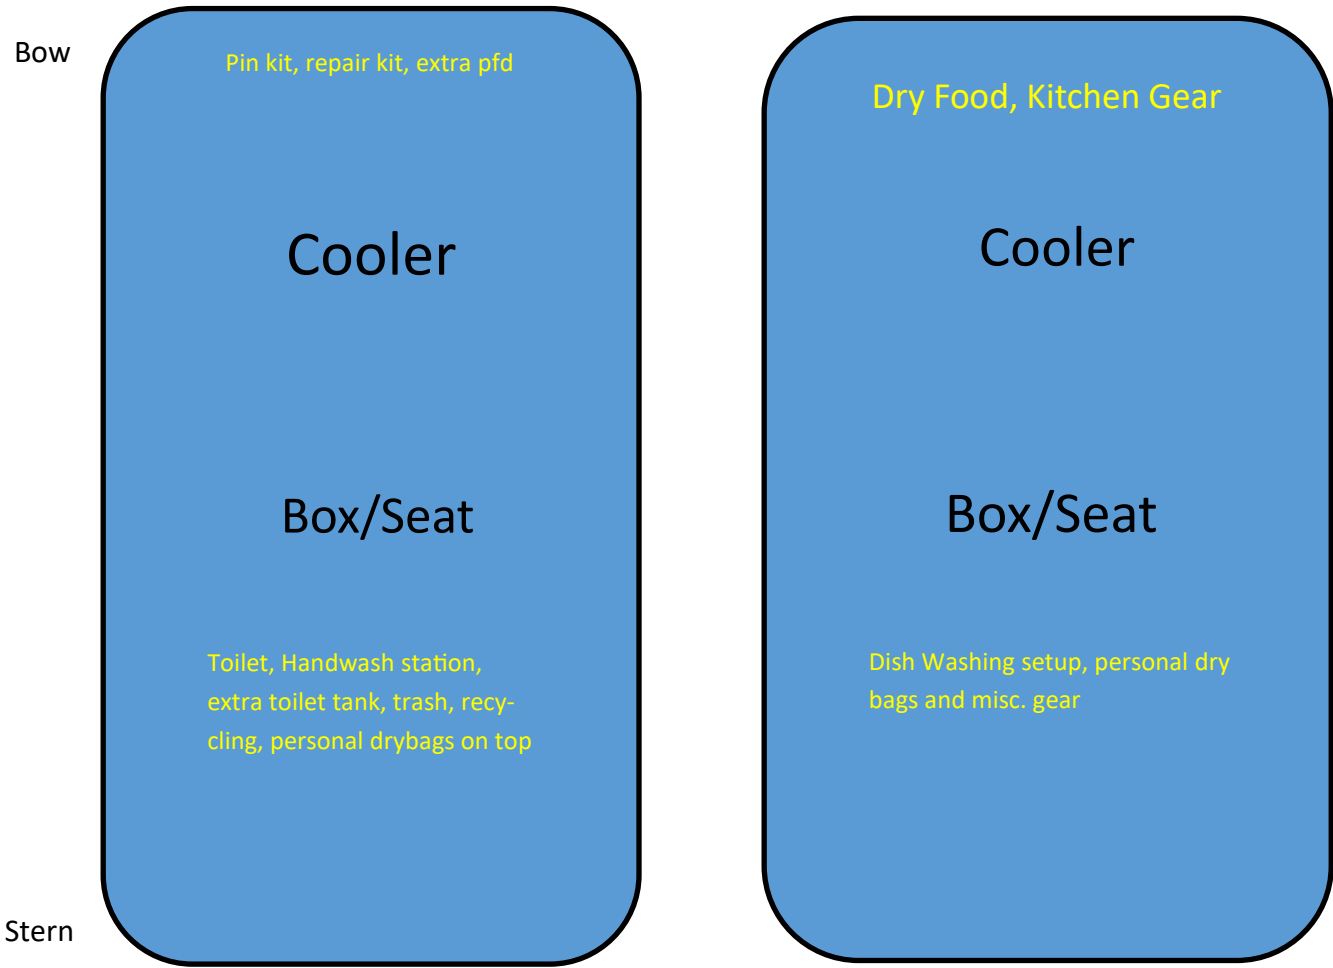 Bow
Pin kit, repair kit, extra pfd
Cooler
Box/Seat
Toilet, Handwash station,
extra toilet tank, trash, recy-
cling, personal drybags on top
Stern
Dry Food, Kitchen Gear
Cooler
Box/Seat
Dish Washing setup, personal dry
bags and misc. gear